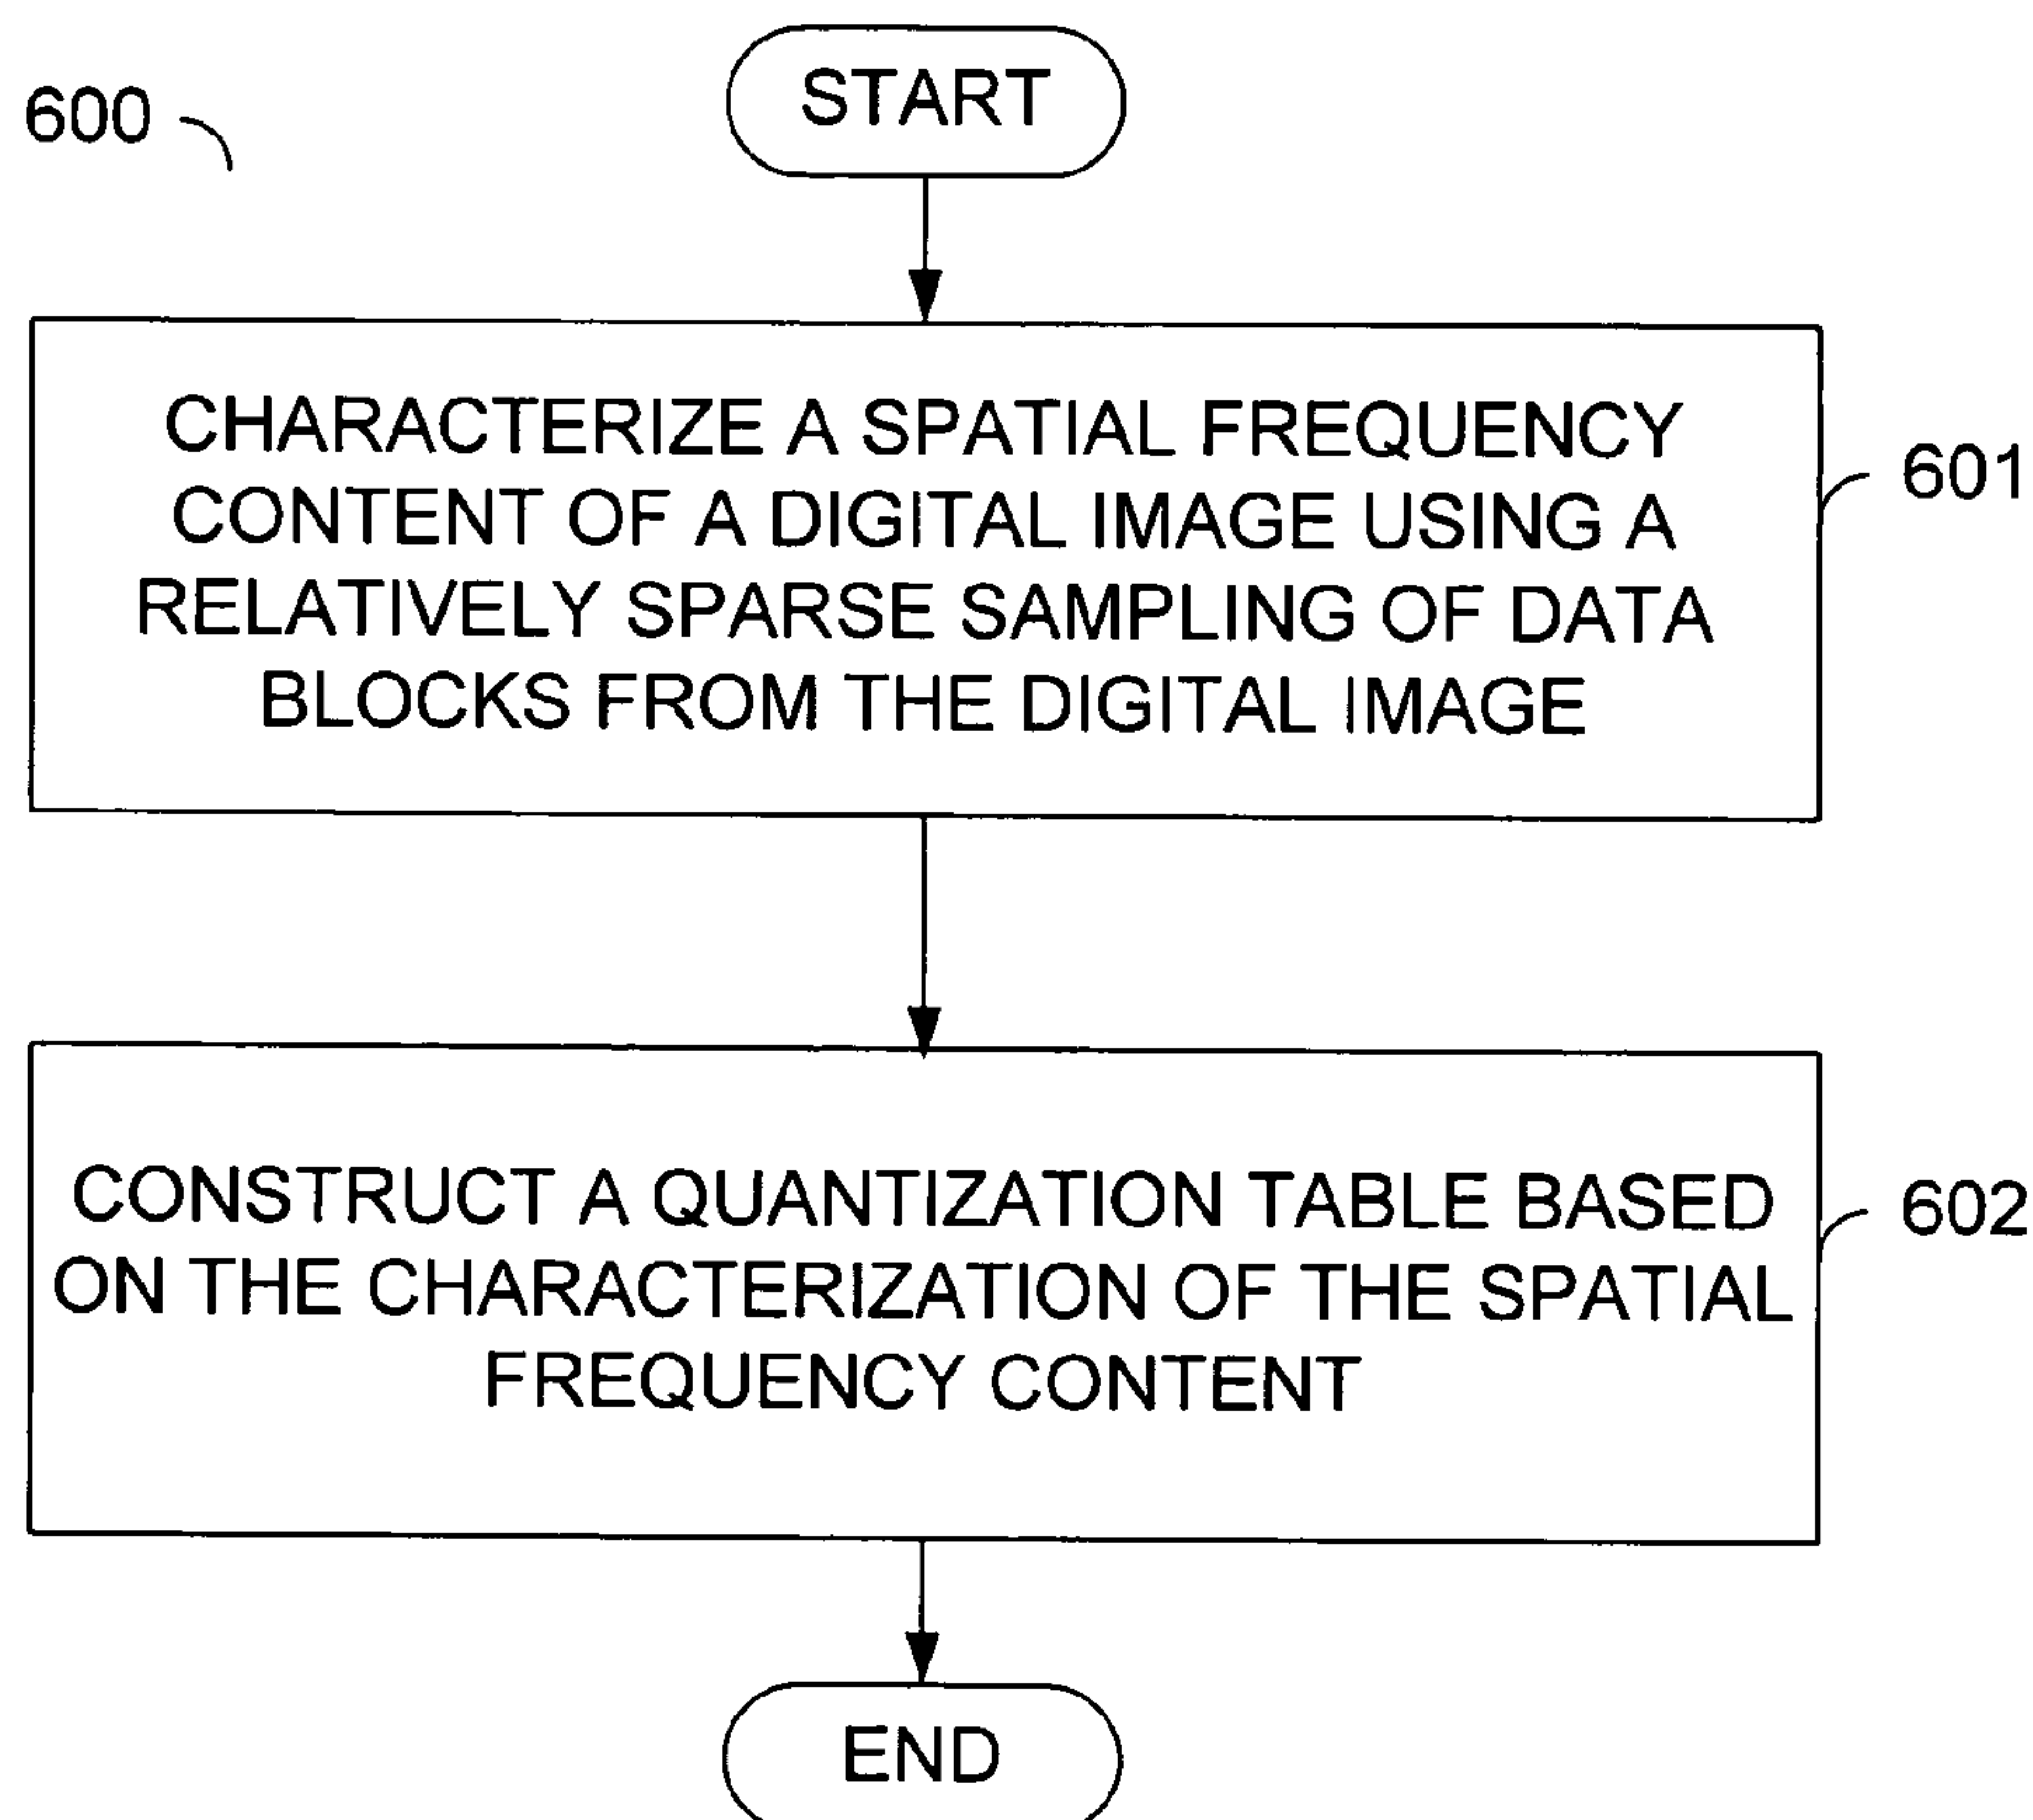 START
600
CHARACTERIZE A SPATIAL FREQUENCY
CONTENT OF A DIGITAL IMAGE USING A
RELATIVELY SPARSE SAMPLING OF DATA
BLOCKS FROM THE DIGITAL IMAGE
601
CONSTRUCT A QUANTIZATION TABLE BASED
ON THE CHARACTERIZATION OF THE SPATIAL
FREQUENCY CONTENT
602
END